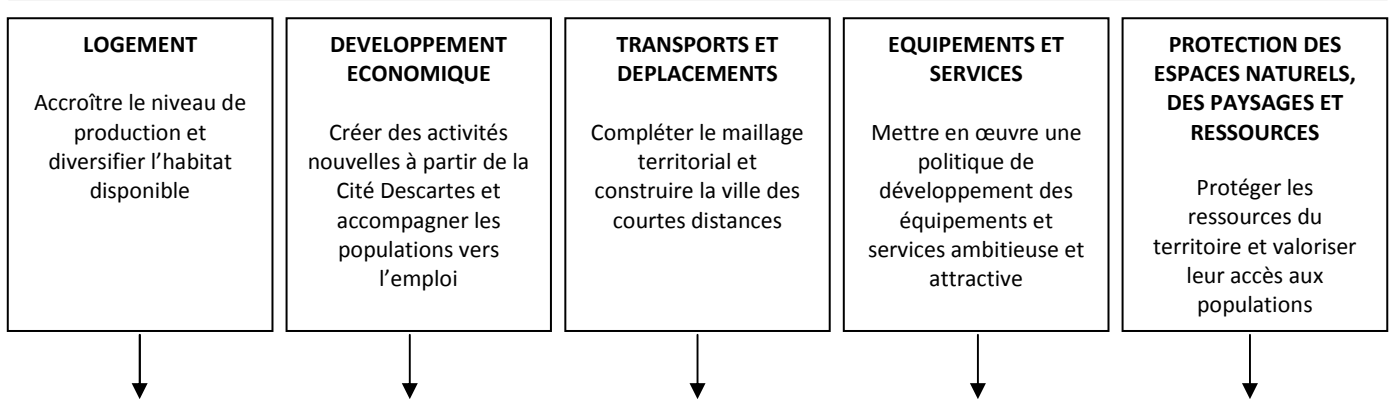 LOGEMENT
Accroître le niveau de
production et
diversifier l’habitat
disponible
DEVELOPPEMENT
ECONOMIQUE
Créer des activités
nouvelles à partir de la
Cité Descartes et
accompagner les
populations vers
l’emploi
TRANSPORTS ET
DEPLACEMENTS
Compléter le maillage
territorial et
construire la ville des
courtes distances
EQUIPEMENTS ET
SERVICES
Mettre en œuvre une
politique de
développement des
équipements et
services ambitieuse et
attractive
PROTECTION DES
ESPACES NATURELS,
DES PAYSAGES ET
RESSOURCES
Protéger les
ressources du
territoire et valoriser
leur accès aux
populations